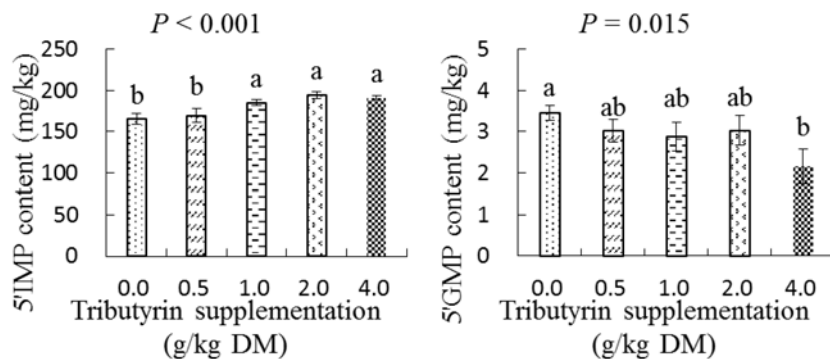 P < 0.001
5'IMP content (mg/kg)
250
200
150
100
50
0
b b a a a
0.0 0.5 1.0 2.0 4.0
Tributyrin supplementation
(g/kg DM)
P = 0.015
5'GMP content (mg/kg)
5
4
3
2
1
0
a ab ab ab b
0.0 0.5 1.0 2.0 4.0
Tributyrin supplementation
(g/kg DM)